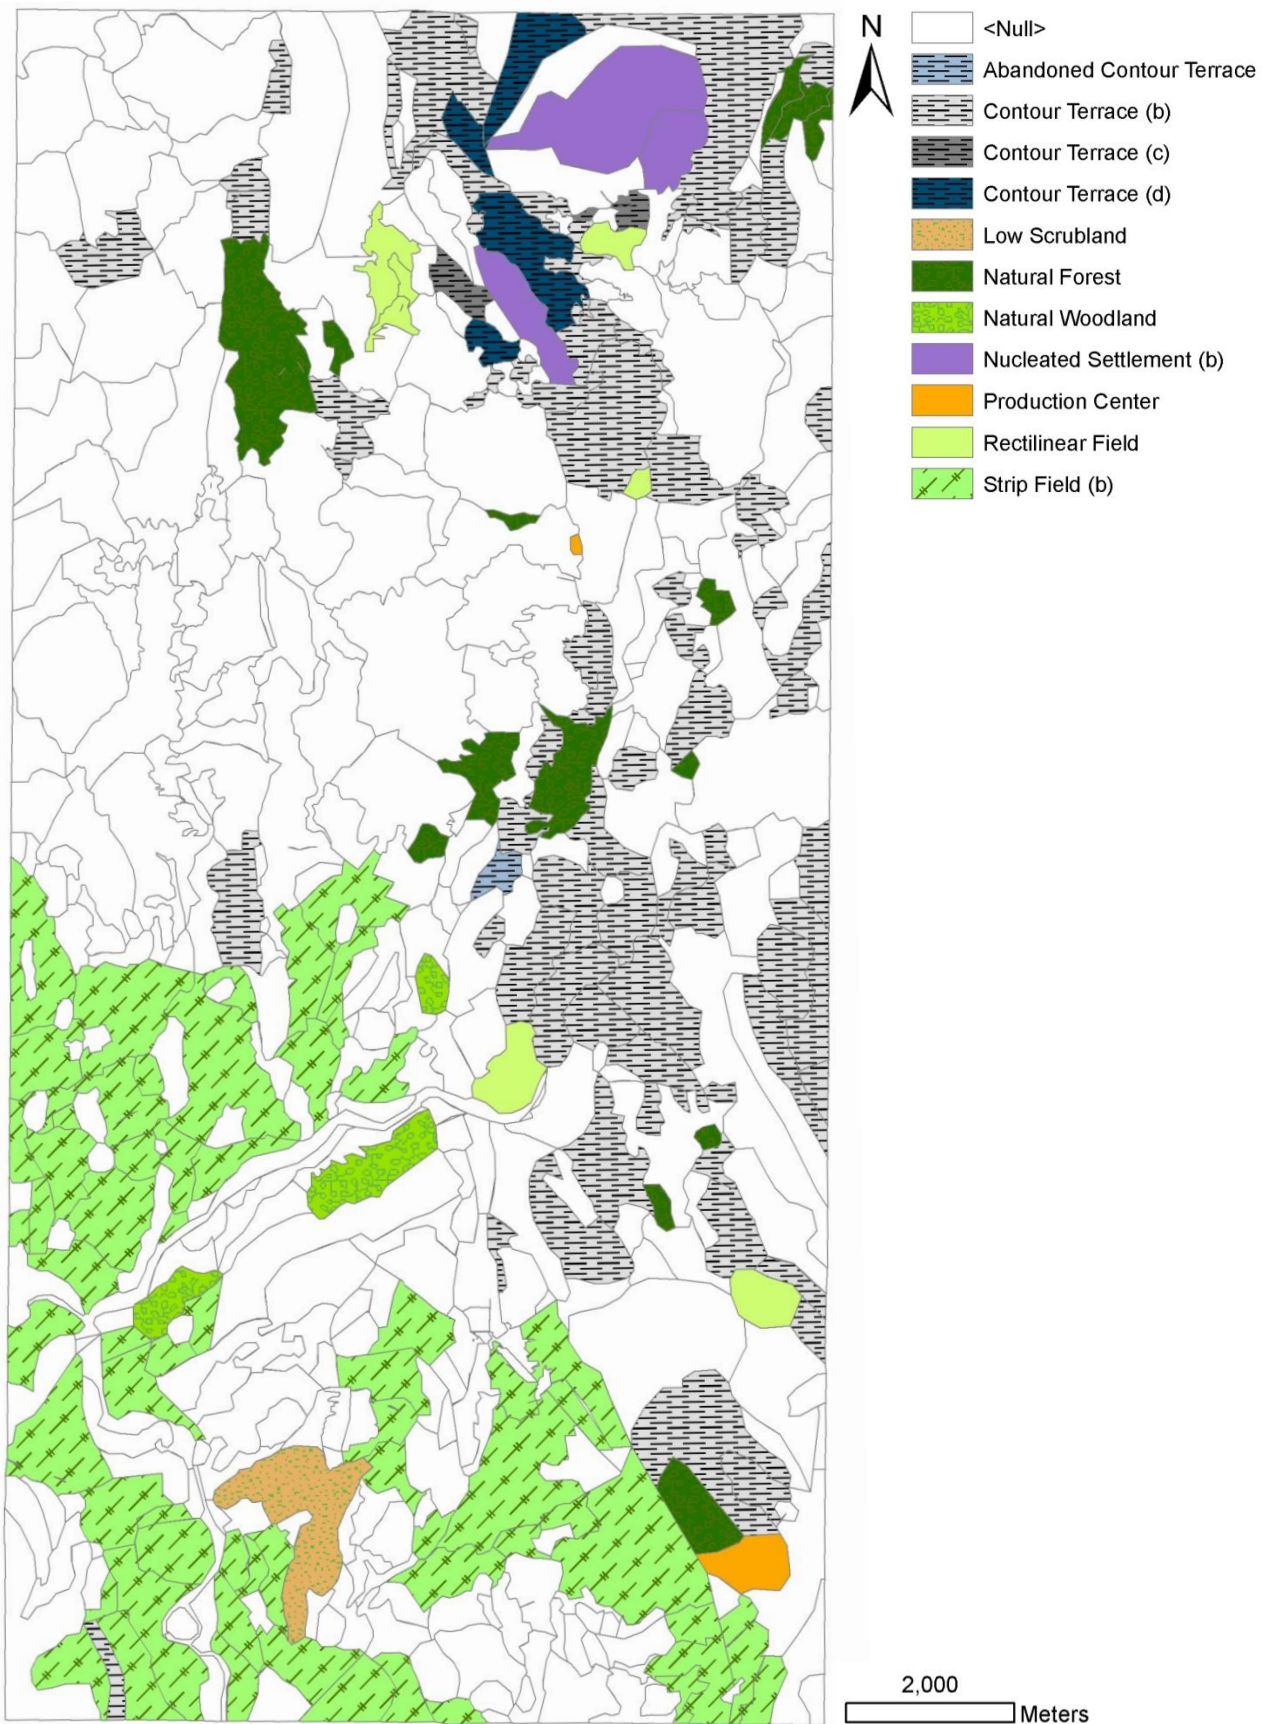 N
<Null>
Abandoned Contour Terrace
Contour Terrace (b)
Contour Terrace (c)
Contour Terrace (d)
Low Scrubland
Natural Forest
Natural Woodland
Nucleated Settlement (b)
Production Center
Rectilinear Field
Strip Field (b)
2,000
Meters